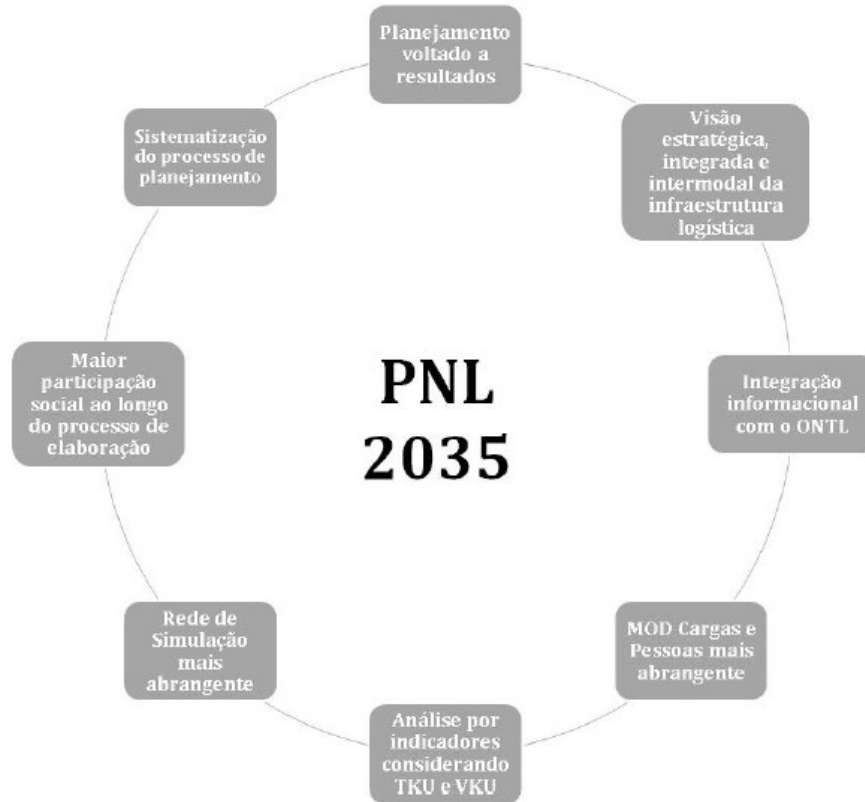 Planejamento
voltado a
resultados
Visão
estratégica,
integrada e
intermodal da
infraestrutura
logística
Sistematização
do processo de
planejamento
Maior
participação
social ao longo
do processo de
elaboração
PNL
2035
Integração
informacional
com o ONTL
Rede de
Simulação
mais
abrangente
MOD Cargas e
Pessoas mais
abrangente
Análise por
indicadores
considerando
TKU e VKU